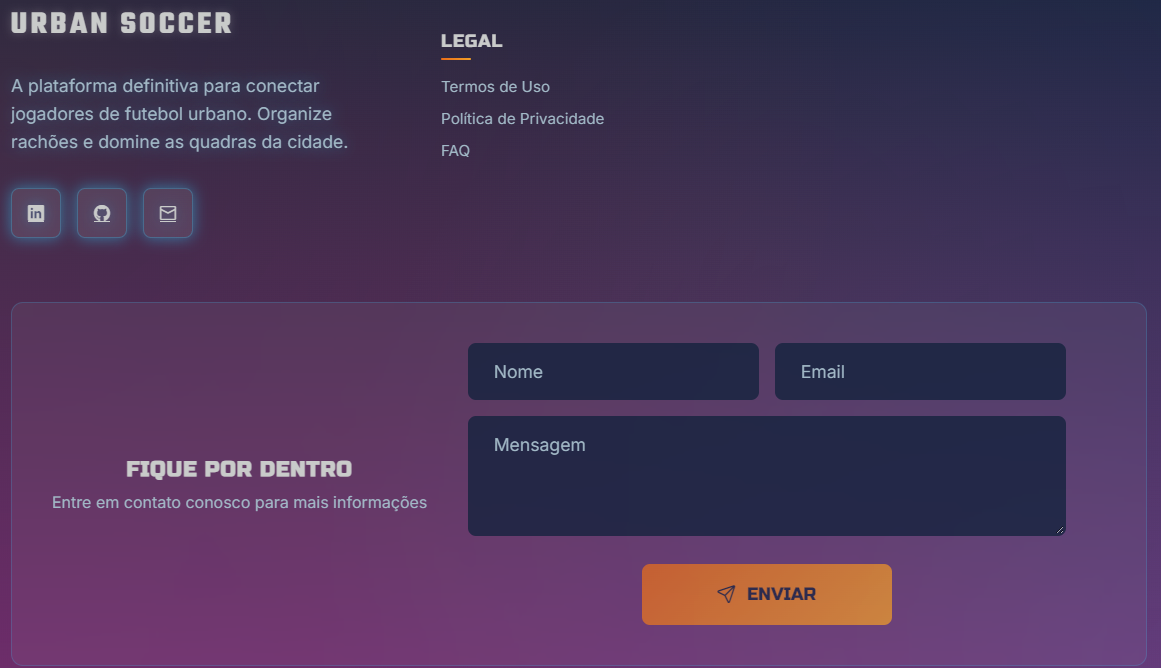 URBAN SOCCER
A plataforma definitiva para conectar
jogadores de futebol urbano. Organize
rachões e domine as quadras da cidade.
in
LEGAL
Termos de Uso
Política de Privacidade
FAQ
FIQUE POR DENTRO
Entre em contato conosco para mais informações
Nome
Email
Mensagem
ENVIAR